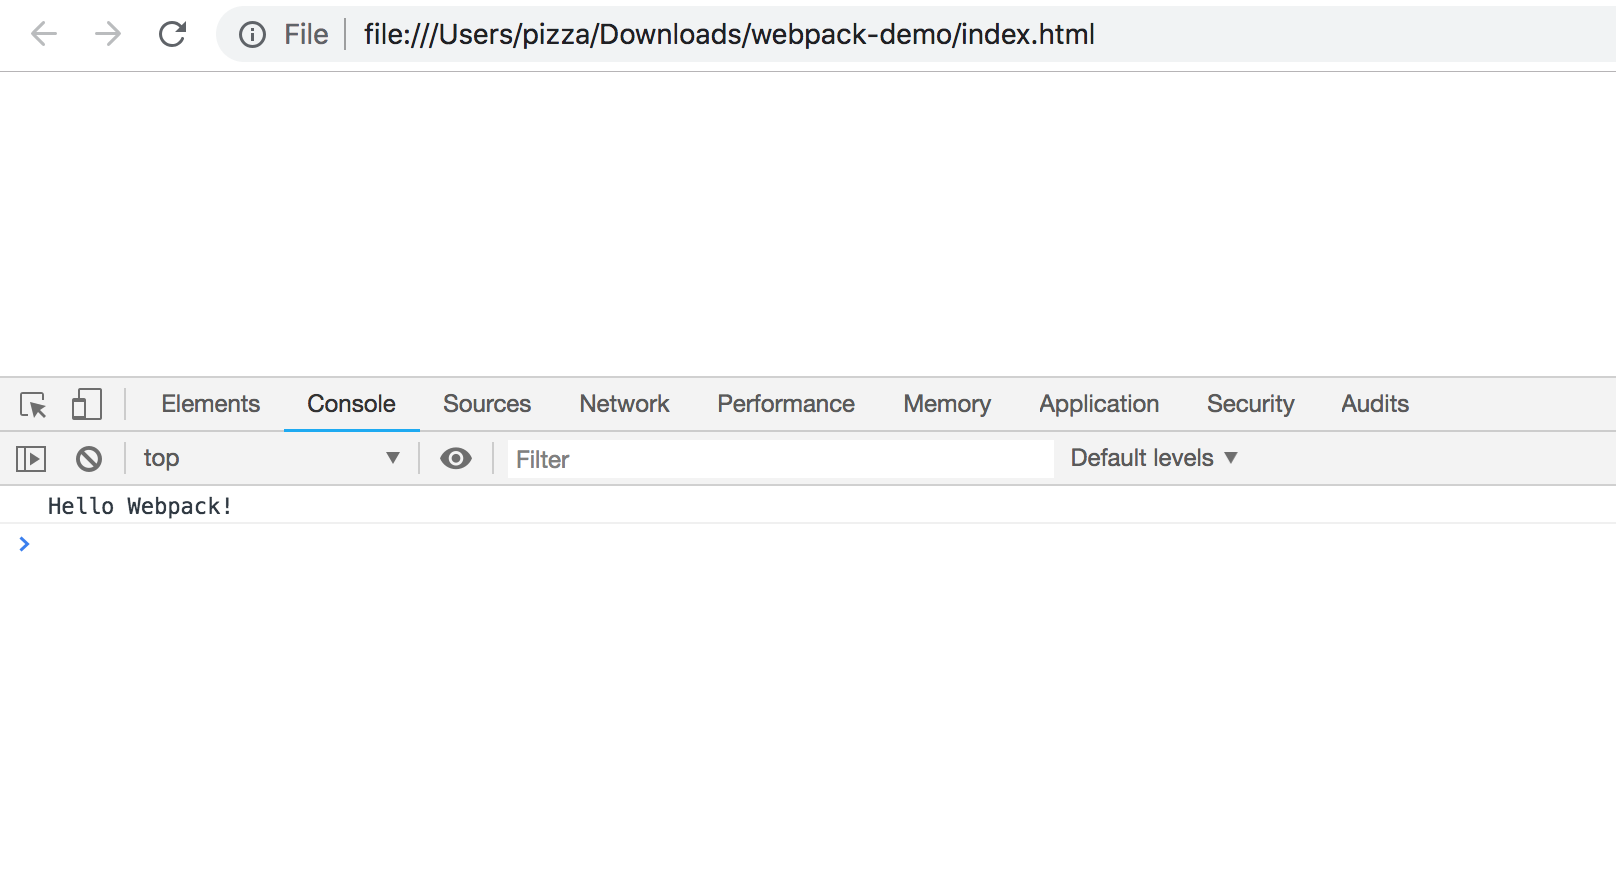 File file:///Users/pizza/Downloads/webpack-demo/index.html
Elements Console Sources Network Performance Memory Application Security Audits
top Filter Default levels
Hello Webpack!